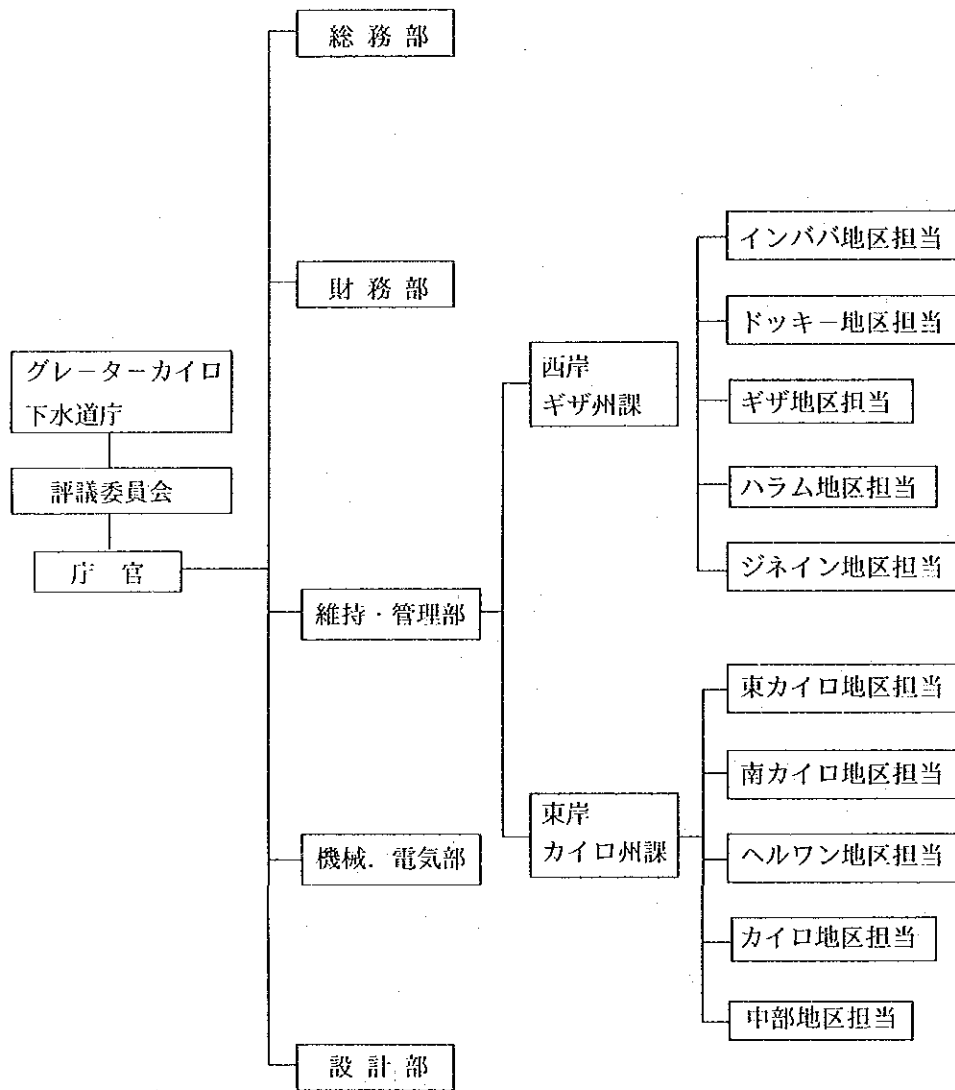 グレーターカイロ
下水道庁
評議委員会
庁 官
総 務 部
財 務 部
維持・管理部
機械．電気部
設 計 部
西岸
ギザ州課
東岸
カイロ州課
インババ地区担当
ドッキー地区担当
ギザ地区担当
ハラム地区担当
ジネイン地区担当
東カイロ地区担当
南カイロ地区担当
ヘルワン地区担当
カイロ地区担当
中部地区担当